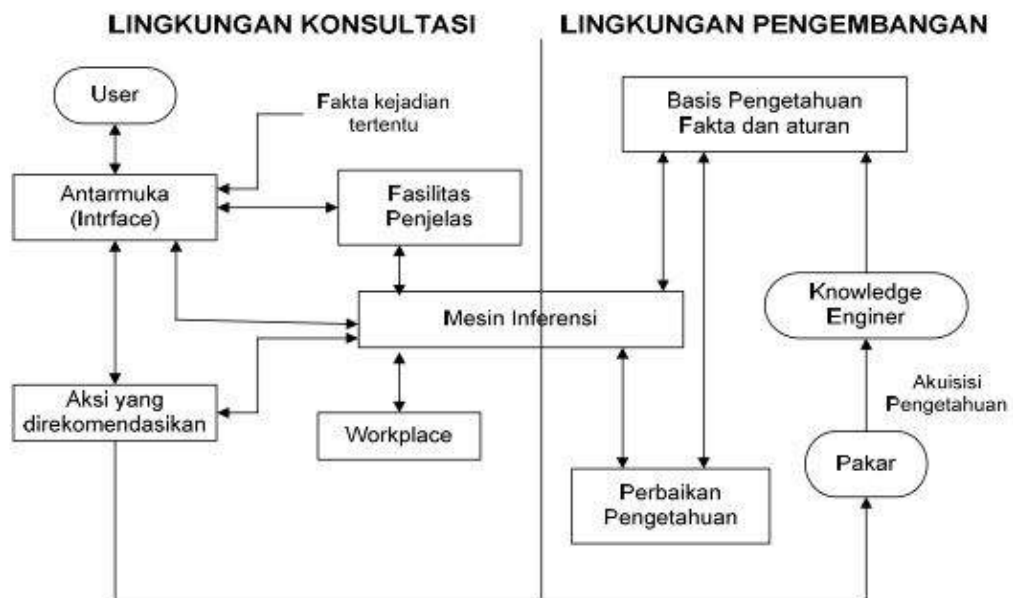 LINGKUNGAN KONSULTASI
LINGKUNGAN PENGEMBANGAN
User
Fakta kejadian
tertentu
Antarmuka
(Intrface)
Fasilitas
Penjelas
Mesin Inferensi
Aksi yang
direkomendasikan
Workplace
Basis Pengetahuan
Fakta dan aturan
Knowledge
Enginer
Akuisisi
Pengetahuan
Pakar
Perbaikan
Pengetahuan